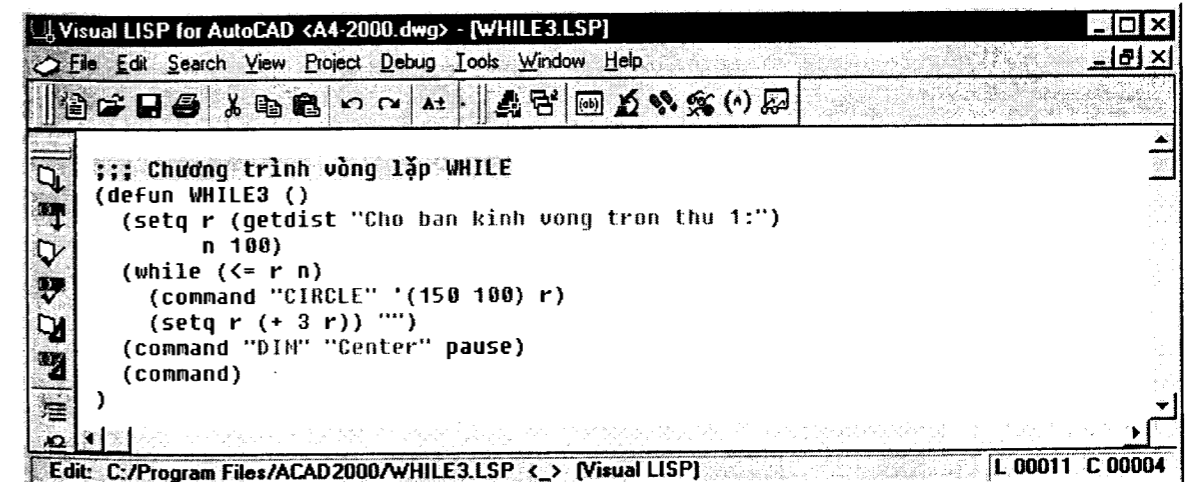 Visual LISP for AutoCAD <A4-2000.dwg> - [WHILE3.LSP]
File Edit Search View Project Debug Tools Window Help
;;; Chương trình vòng lặp WHILE
(defun WHILE3 ()
(setq r (getdist "Cho ban kinh vong tron thu 1:")
n 100)
(while (<= r n)
(command "CIRCLE" '(150 100) r)
(setq r (+ 3 r)) "")
(command "DIM" "Center" pause)
(command)
)
Edit: C:/Program Files/ACAD2000/WHILE3.LSP <_> [Visual LISP] L 00011 C 00004